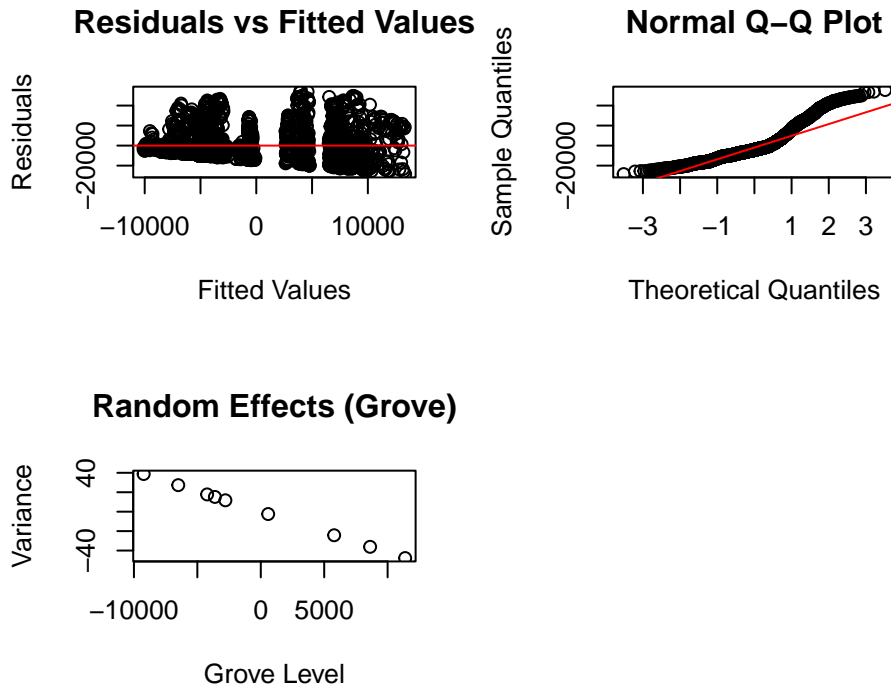 Residuals vs Fitted Values
Residuals
−20000
−10000 0 10000
Fitted Values
Normal Q−Q Plot
Sample Quantiles
−20000
−3 −1 1 2 3
Theoretical Quantiles
Random Effects (Grove)
Variance
40
−40
−10000 0 5000
Grove Level